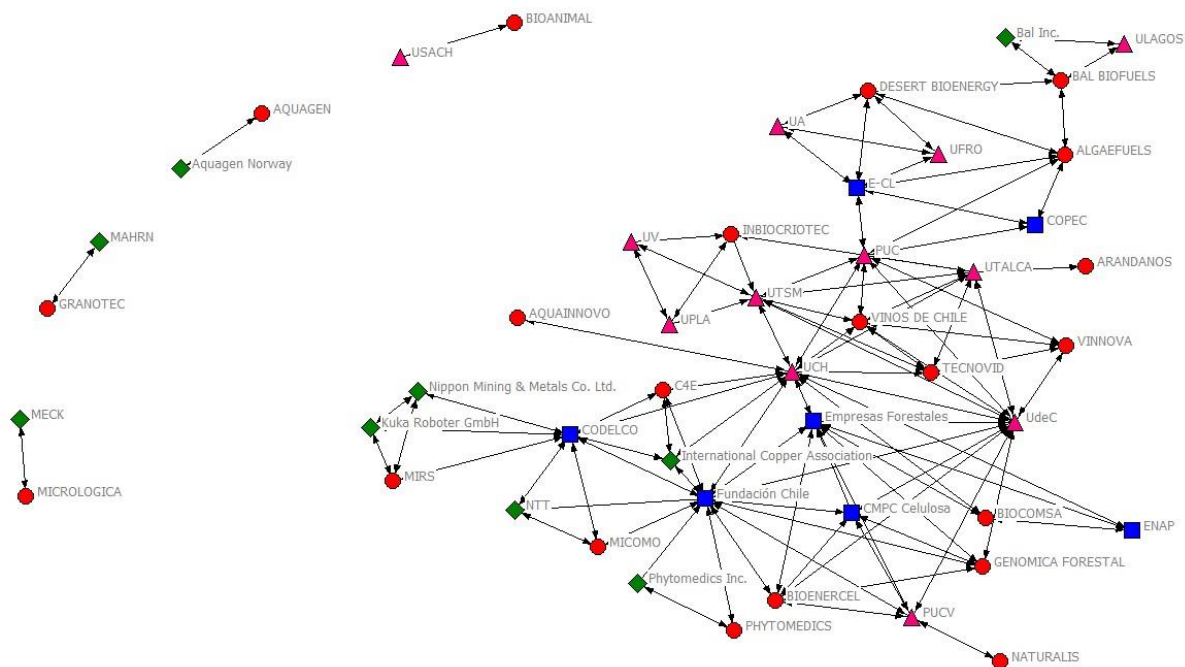 BIOANIMAL
USACH
Bal Inc.
ULAGOS
BAL BIOFUELS
DESERT BIOENERGY
AQUAGEN
UA
UFRO
ALGAEFUELS
Aquagen Norway
E-CL
COPEC
MAHRN
UV
INBIOCRIOTEC
PUC
UTALCA
ARANDANOS
GRANOTEC
UTSM
AQUAINNOVO
UPLA
VINOS DE CHILE
VINNOVA
UCH
TECNOVID
Nippon Mining & Metals Co. Ltd.
C4E
MECK
Kuka Roboter GmbH
CODELCO
Empresas Forestales
UdeC
International Copper Association
MIRS
MICROLOGICA
Fundación Chile
NTT
CMPC Celulosa
BIOCOMSA
ENAP
MICOMO
GENOMICA FORESTAL
Phytomedics Inc.
BIOENERCEL
PUCV
PHYTOMEDICS
NATURALIS